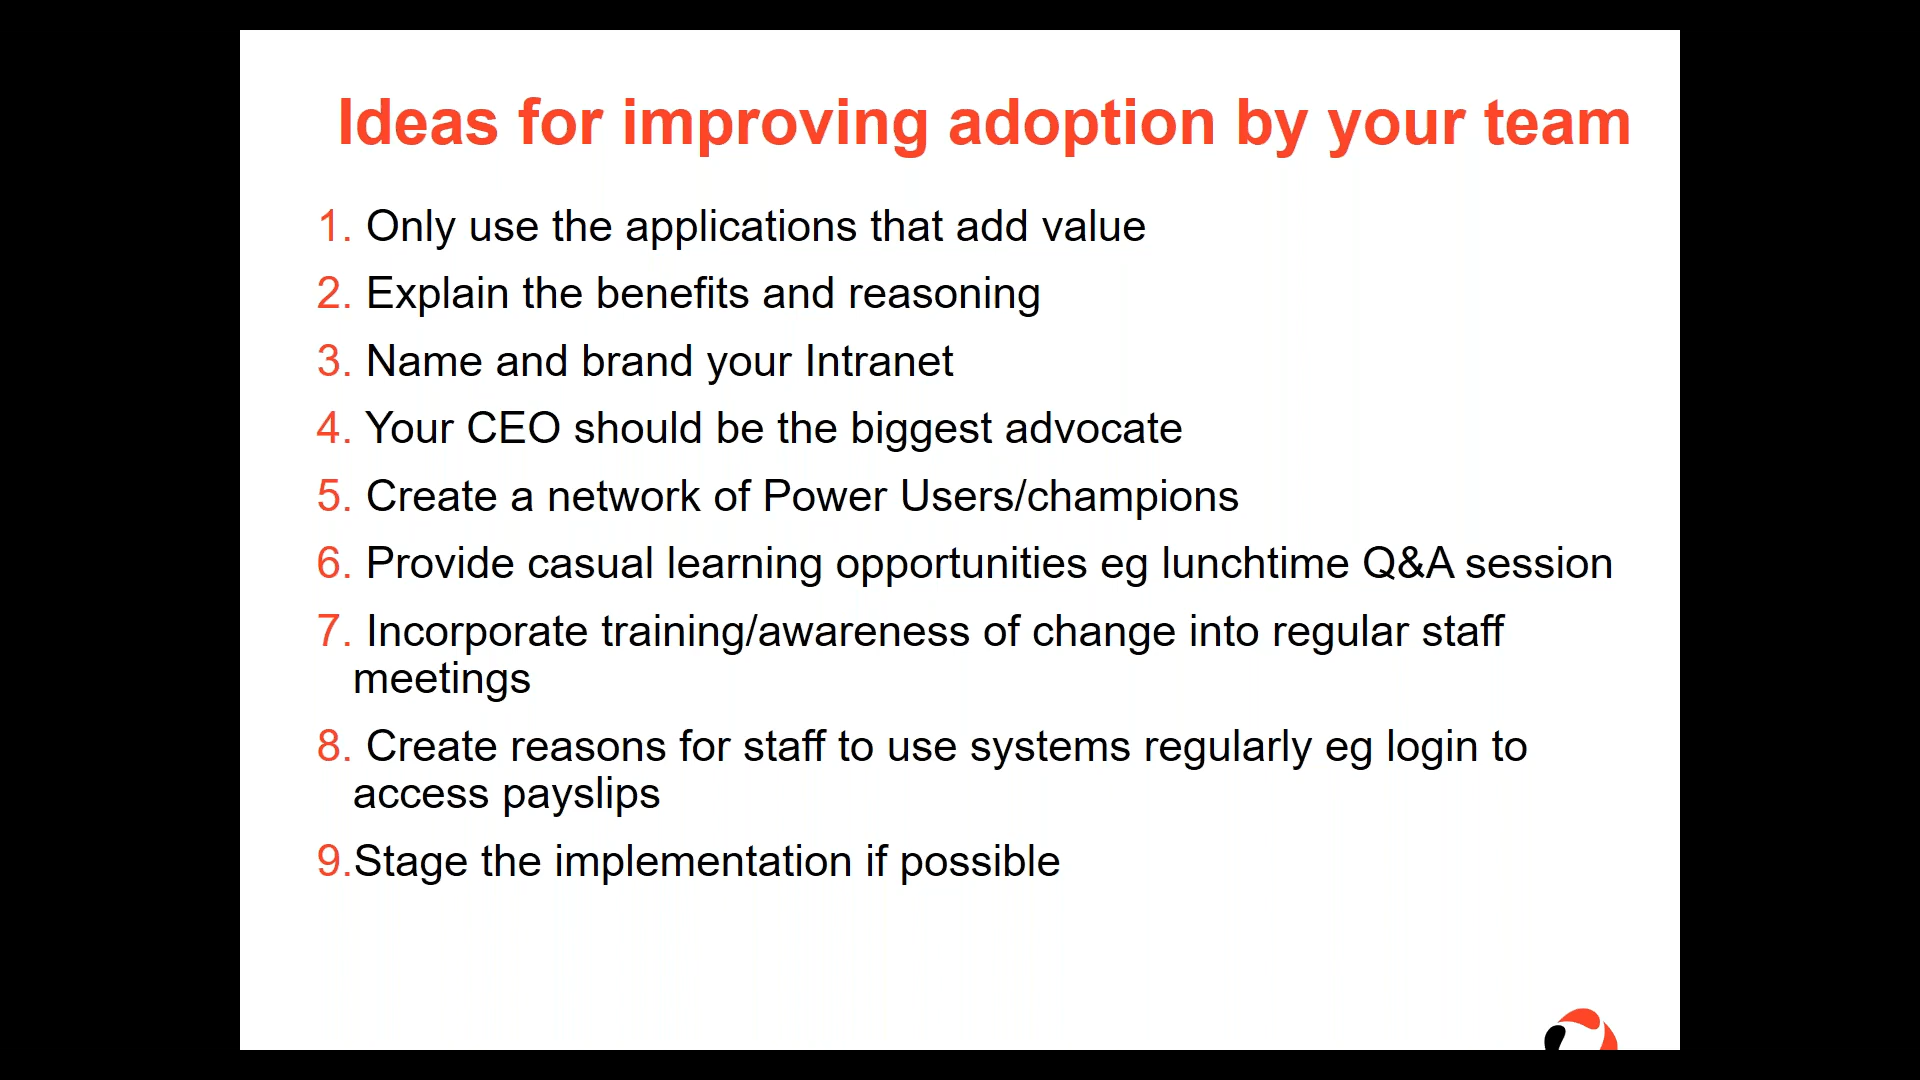 Ideas for improving adoption by your team
1. Only use the applications that add value
2. Explain the benefits and reasoning
3. Name and brand your Intranet
4. Your CEO should be the biggest advocate
5. Create a network of Power Users/champions
6. Provide casual learning opportunities eg lunchtime Q&A session
7. Incorporate training/awareness of change into regular staff
meetings
8. Create reasons for staff to use systems regularly eg login to
access payslips
9.Stage the implementation if possible